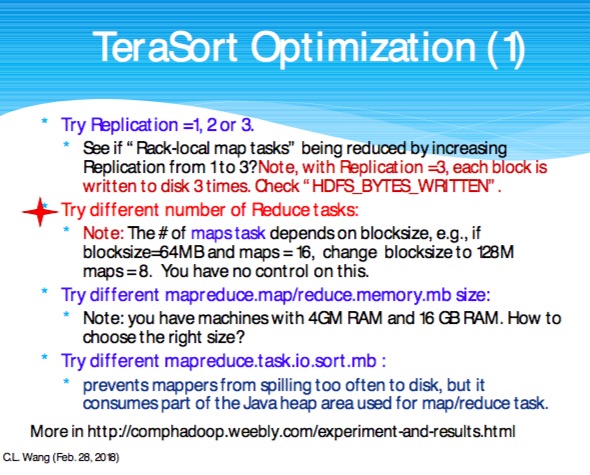 TeraSort Optimization (1)
* Try Replication =1, 2 or 3.
* See if "Rack-local map tasks" being reduced by increasing
Replication from 1 to 3? Note, with Replication =3, each block is
written to disk 3 times. Check "HDFS_BYTES_WRITTEN".
* Try different number of Reduce tasks:
* Note: The # of maps task depends on blocksize, e.g., if
blocksize=64MB and maps = 16, change blocksize to 128M
maps = 8. You have no control on this.
* Try different mapreduce.map/reduce.memory.mb size:
* Note: you have machines with 4GM RAM and 16 GB RAM. How to
choose the right size?
* Try different mapreduce.task.io.sort.mb :
* prevents mappers from spilling too often to disk, but it
consumes part of the Java heap area used for map/reduce task.
More in http://comphadoop.weebly.com/experiment-and-results.html
C.L. Wang (Feb. 28, 2018)